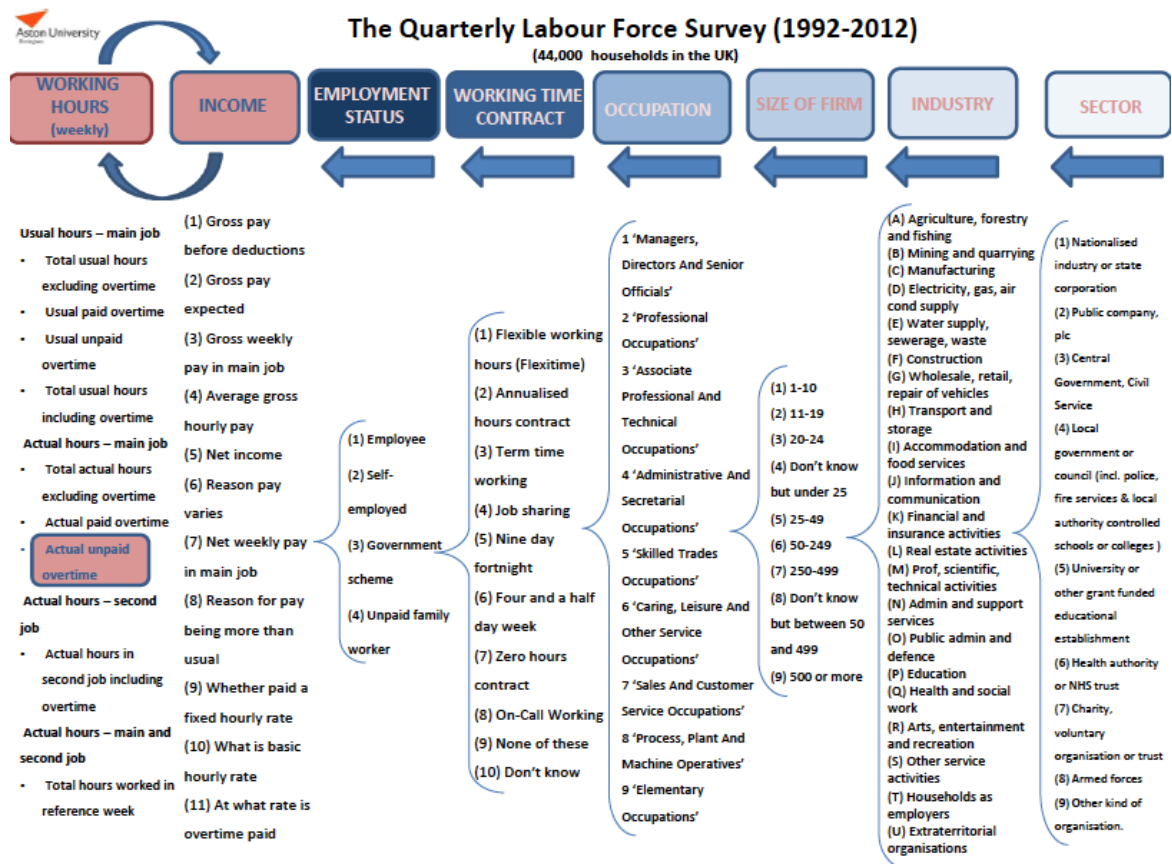 Aston University
Birmingham
The Quarterly Labour Force Survey (1992-2012)
(44,000 households in the UK)
WORKING
HOURS
(weekly)
INCOME
EMPLOYMENT
STATUS
WORKING TIME
CONTRACT
OCCUPATION
SIZE OF FIRM
INDUSTRY
SECTOR
Usual hours – main job
• Total usual hours
excluding overtime
• Usual paid overtime
• Usual unpaid
overtime
• Total usual hours
including overtime
Actual hours – main job
• Total actual hours
excluding overtime
• Actual paid overtime
• Actual unpaid
overtime
Actual hours – second
job
• Actual hours in
second job including
overtime
Actual hours – main and
second job
• Total hours worked in
reference week
(1) Gross pay
before deductions
(2) Gross pay
expected
(3) Gross weekly
pay in main job
(4) Average gross
hourly pay
(5) Net income
(6) Reason pay
varies
(7) Net weekly pay
in main job
(8) Reason for pay
being more than
usual
(9) Whether paid a
fixed hourly rate
(10) What is basic
hourly rate
(11) At what rate is
overtime paid
(1) Employee
(2) Self-
employed
(3) Government
scheme
(4) Unpaid family
worker
(1) Flexible working
hours (Flexitime)
(2) Annualised
hours contract
(3) Term time
working
(4) Job sharing
(5) Nine day
fortnight
(6) Four and a half
day week
(7) Zero hours
contract
(8) On-Call Working
(9) None of these
(10) Don't know
1 ‘Managers,
Directors And Senior
Officials’
2 ‘Professional
Occupations’
3 ‘Associate
Professional And
Technical
Occupations’
4 ‘Administrative And
Secretarial
Occupations’
5 ‘Skilled Trades
Occupations’
6 ‘Caring, Leisure And
Other Service
Occupations’
7 ‘Sales And Customer
Service Occupations’
8 ‘Process, Plant And
Machine Operatives’
9 ‘Elementary
Occupations’
(1) 1-10
(2) 11-19
(3) 20-24
(4) Don’t know
but under 25
(5) 25-49
(6) 50-249
(7) 250-499
(8) Don’t know
but between 50
and 499
(9) 500 or more
(A) Agriculture, forestry
and fishing
(B) Mining and quarrying
(C) Manufacturing
(D) Electricity, gas, air
cond supply
(E) Water supply,
sewerage, waste
(F) Construction
(G) Wholesale, retail,
repair of vehicles
(H) Transport and
storage
(I) Accommodation and
food services
(J) Information and
communication
(K) Financial and
insurance activities
(L) Real estate activities
(M) Prof, scientific,
technical activities
(N) Admin and support
services
(O) Public admin and
defence
(P) Education
(Q) Health and social
work
(R) Arts, entertainment
and recreation
(S) Other service
activities
(T) Households as
employers
(U) Extraterritorial
organisations
(1) Nationalised
industry or state
corporation
(2) Public company,
plc
(3) Central
Government, Civil
Service
(4) Local
government or
council (incl. police,
fire services & local
authority controlled
schools or colleges )
(5) University or
other grant funded
educational
establishment
(6) Health authority
or NHS trust
(7) Charity,
voluntary
organisation or trust
(8) Armed forces
(9) Other kind of
organisation.